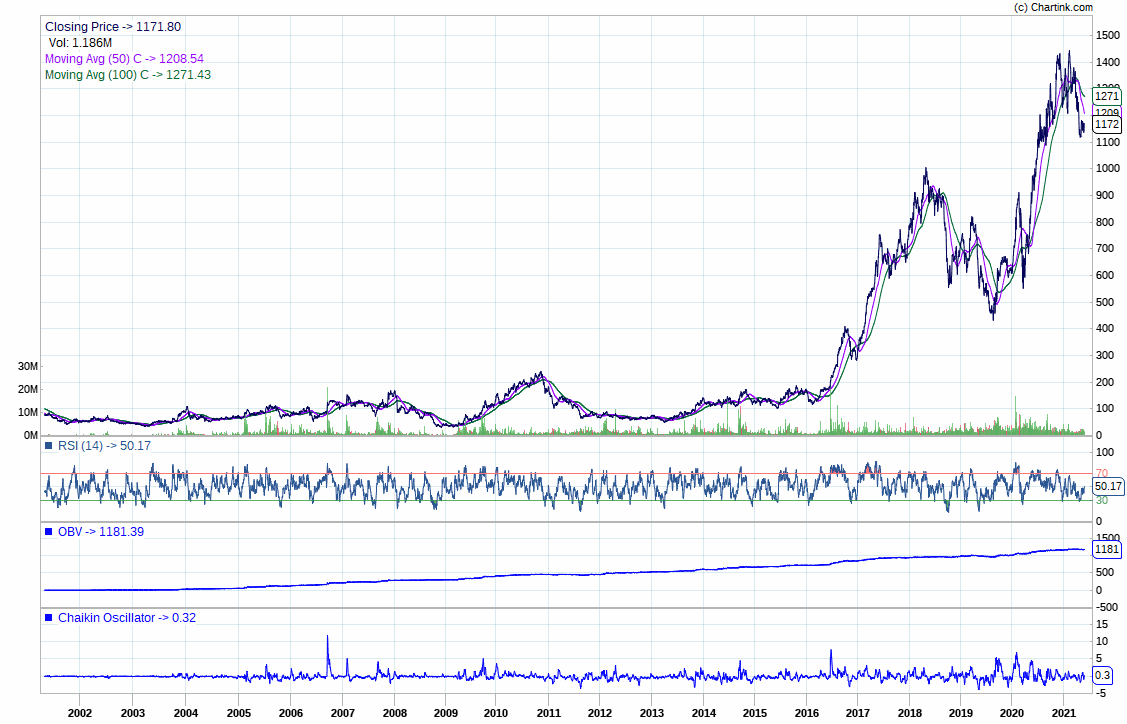 (c) Chartink.com
Closing Price -> 1171.80
Vol: 1.186M
Moving Avg (50) C -> 1208.54
Moving Avg (100) C -> 1271.43
1500
1400
1300
1271
1209
1172
1100
1000
900
800
700
600
500
400
300
200
100
0
30M
20M
10M
0M
RSI (14) -> 50.17
100
70
50.17
30
0
OBV -> 1181.39
1500
1181
500
0
-500
Chaikin Oscillator -> 0.32
15
10
5
0.3
-5
2002 2003 2004 2005 2006 2007 2008 2009 2010 2011 2012 2013 2014 2015 2016 2017 2018 2019 2020 2021